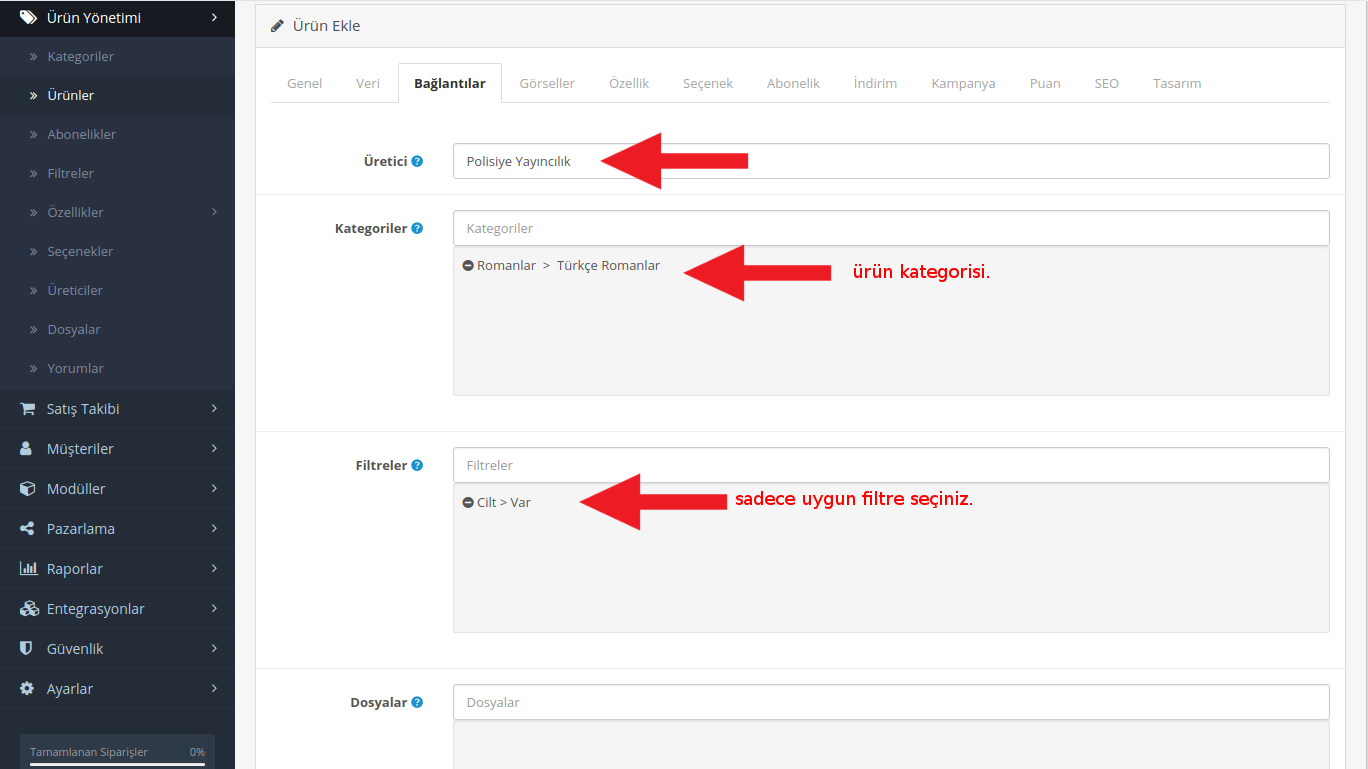 Ürün Yönetimi
Kategoriler
Ürünler
Abonelikler
Filtreler
Özellikler
Seçenekler
Üreticiler
Dosyalar
Yorumlar
Satış Takibi
Müşteriler
Modüller
Pazarlama
Raporlar
Entegrasyonlar
Güvenlik
Ayarlar
Tamamlanan Siparişler 0%
Ürün Ekle
Genel Veri Bağlantılar Görseller Özellik Seçenek Abonelik İndirim Kampanya Puan SEO Tasarım
Üretici Polisiye Yayıncılık
Kategoriler Kategoriler
Romanlar > Türkçe Romanlar ürün kategorisi.
Filtreler Filtreler
Cilt > Var sadece uygun filtre seçiniz.
Dosyalar Dosyalar